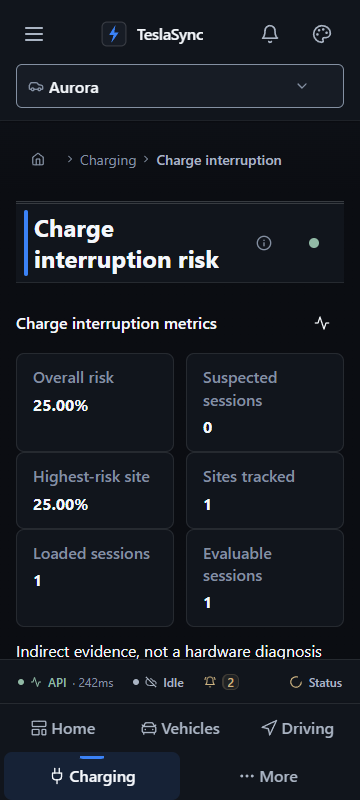 TeslaSync
Aurora
Charging > Charge interruption
Charge
interruption risk
Charge interruption metrics
Overall risk
25.00%
Suspected
sessions
0
Highest-risk site
25.00%
Sites tracked
1
Loaded sessions
1
Evaluable
sessions
1
Indirect evidence, not a hardware diagnosis
API · 242ms
Idle
2
Status
Home
Vehicles
Driving
Charging
More